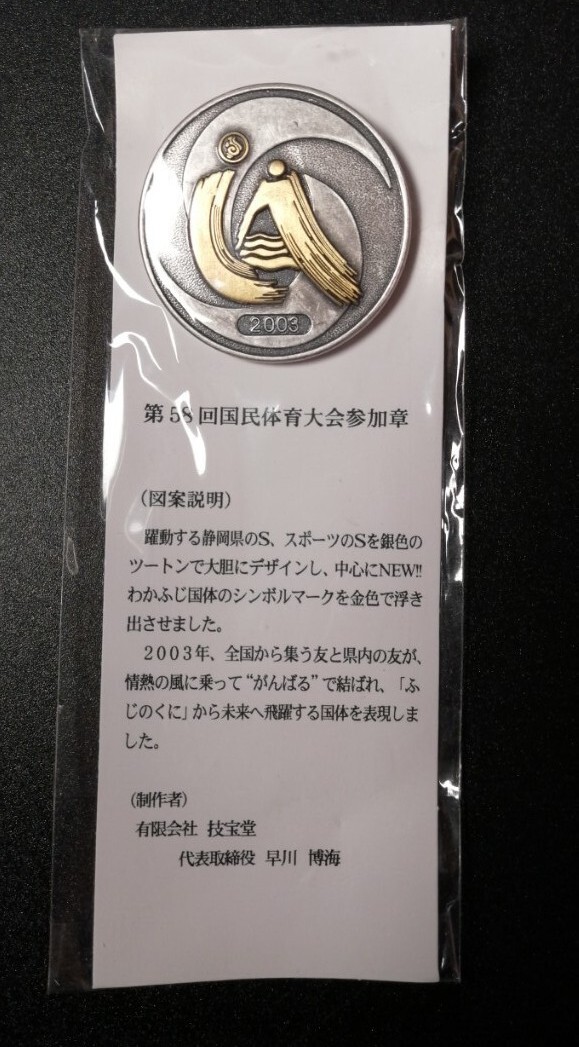 2003
第58回国民体育大会参加章
（図案説明）
躍動する静岡県のS、スポーツのSを銀色の
ツートンで大胆にデザインし、中心にNEW!!
わかふじ国体のシンボルマークを金色で浮き
出させました。
２００３年、全国から集う友と県内の友が、
情熱の風に乗って“がんばる”で結ばれ、「ふ
じのくに」から未来へ飛躍する国体を表現しま
した。
（制作者）
有限会社 技宝堂
代表取締役 早川 博海